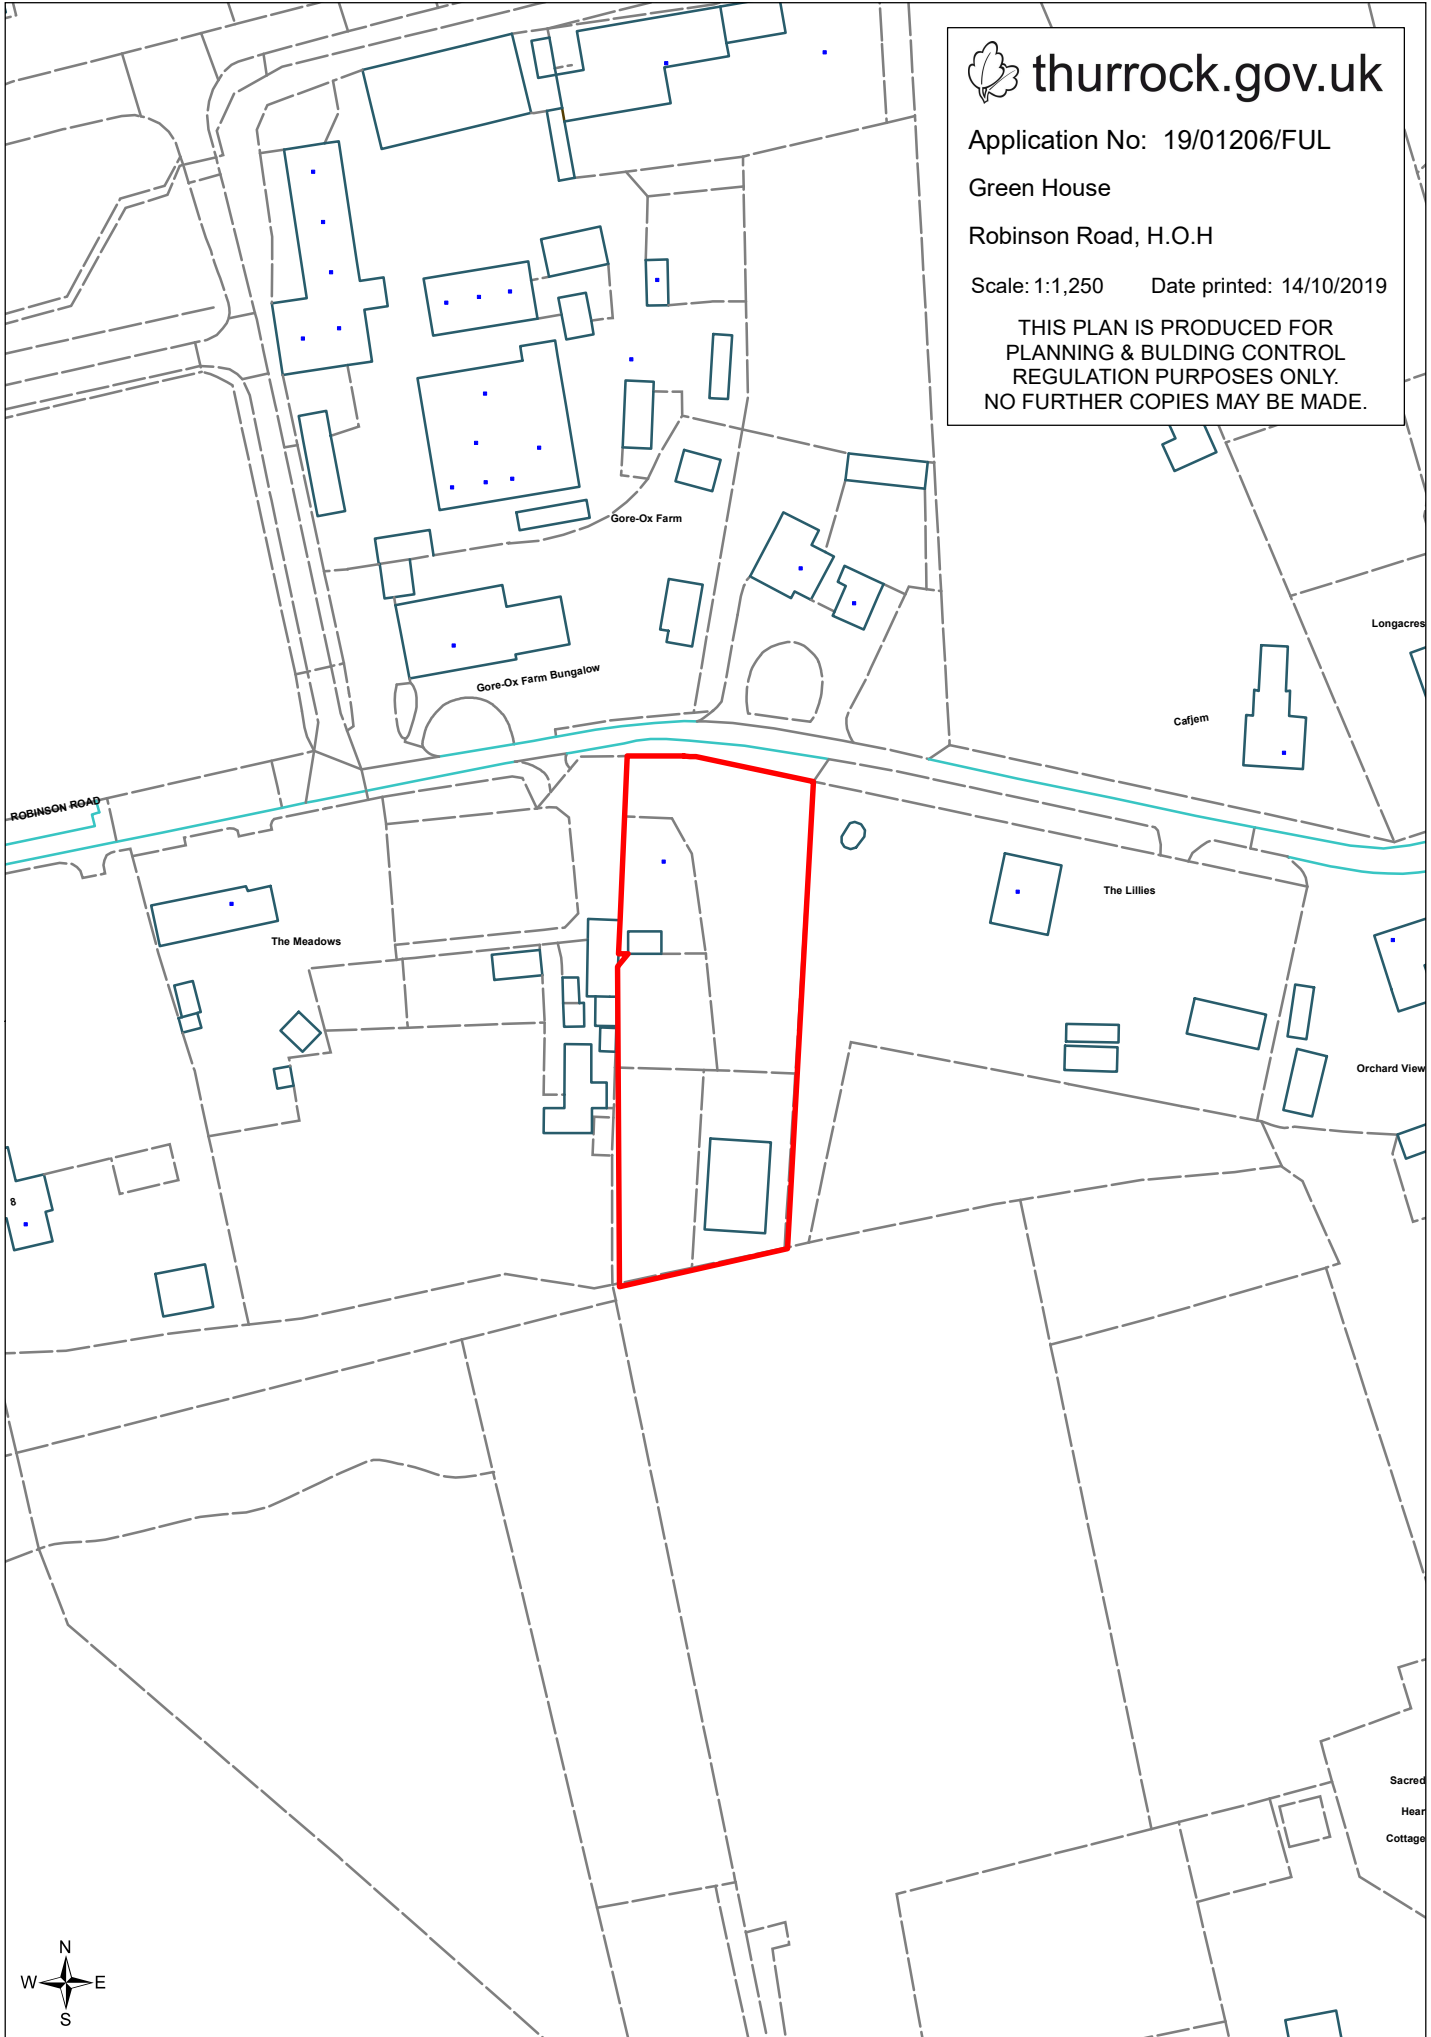 thurrock.gov.uk
Application No: 19/01206/FUL
Green House
Robinson Road, H.O.H
Scale: 1:1,250 Date printed: 14/10/2019
THIS PLAN IS PRODUCED FOR
PLANNING & BULDING CONTROL
REGULATION PURPOSES ONLY.
NO FURTHER COPIES MAY BE MADE.
Gore-Ox Farm
Longacres
Gore-Ox Farm Bungalow
Cafjem
ROBINSON ROAD
The Lillies
The Meadows
Orchard View
8
Sacred
Hear
Cottage
N
W E
S